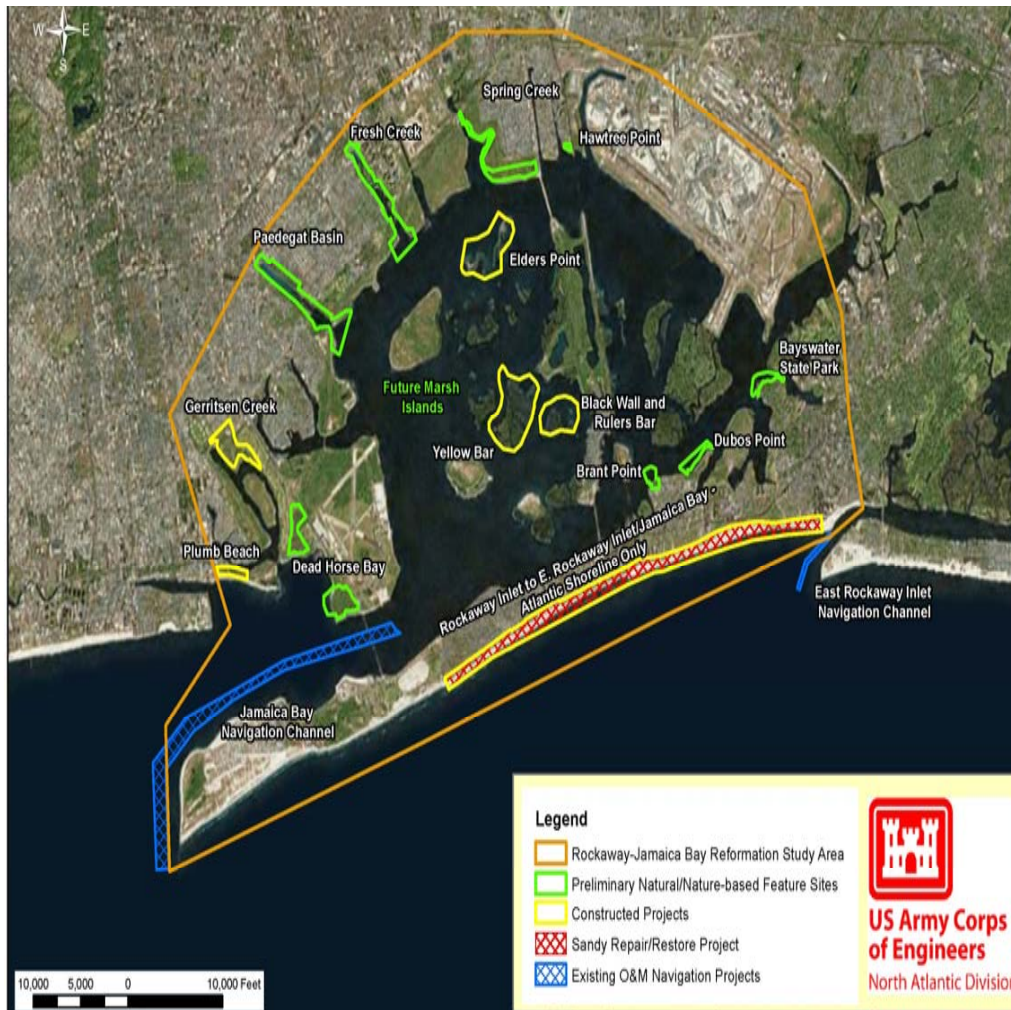 W
E
S
Spring Creek
Fresh Creek
Hawtree Point
Paedegat Basin
Elders Point
Bayswater
State Park
Future Marsh
Islands
Gerritsen Creek
Black Wall and
Rulers Bar
Dubos Point
Yellow Bar
Brant Point
Plumb Beach
Dead Horse Bay
Rockaway Inlet to E. Rockaway Inlet/Jamaica Bay -
Atlantic Shoreline Only
East Rockaway Inlet
Navigation Channel
Jamaica Bay
Navigation Channel
Legend
Rockaway-Jamaica Bay Reformation Study Area
Preliminary Natural/Nature-based Feature Sites
Constructed Projects
Sandy Repair/Restore Project
Existing O&M Navigation Projects
US Army Corps
of Engineers
North Atlantic Division
10,000 5,000 0 10,000 Feet